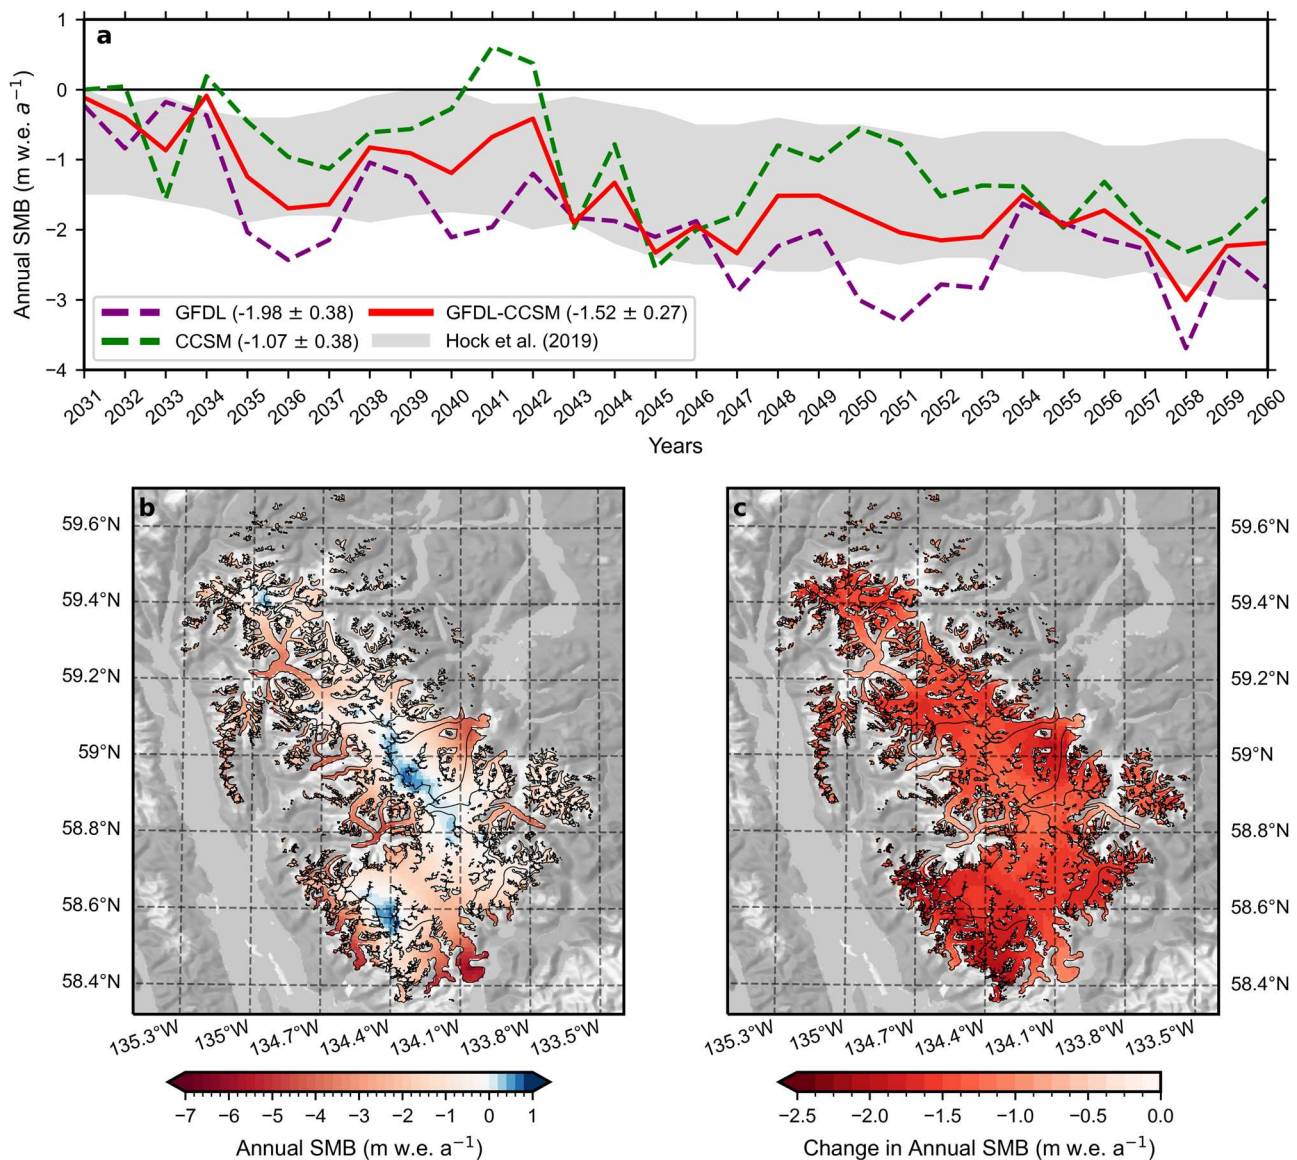 a
1
0
−1
−2
−3
−4
Annual SMB (m w.e. a⁻¹)
GFDL (-1.98 ± 0.38)
CCSM (-1.07 ± 0.38)
GFDL-CCSM (-1.52 ± 0.27)
Hock et al. (2019)
2031 2032 2033 2034 2035 2036 2037 2038 2039 2040 2041 2042 2043 2044 2045 2046 2047 2048 2049 2050 2051 2052 2053 2054 2055 2056 2057 2058 2059 2060
Years
b
59.6°N
59.4°N
59.2°N
59°N
58.8°N
58.6°N
58.4°N
135.3°W 135°W 134.7°W 134.4°W 134.1°W 133.8°W 133.5°W
−7 −6 −5 −4 −3 −2 −1 0 1
Annual SMB (m w.e. a⁻¹)
c
59.6°N
59.4°N
59.2°N
59°N
58.8°N
58.6°N
58.4°N
135.3°W 135°W 134.7°W 134.4°W 134.1°W 133.8°W 133.5°W
−2.5 −2.0 −1.5 −1.0 −0.5 0.0
Change in Annual SMB (m w.e. a⁻¹)